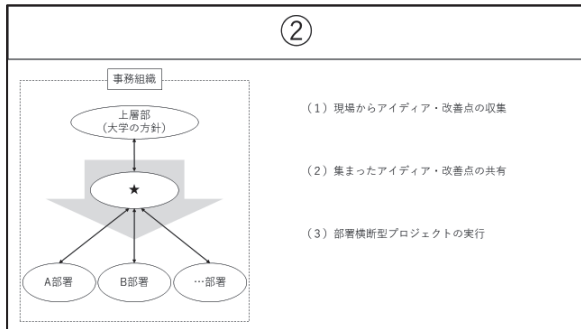 ②
事務組織
上層部
(大学の方針)
★
A部署
B部署
…部署
(1)現場からアイディア・改善点の収集
(2)集まったアイディア・改善点の共有
(3)部署横断型プロジェクトの実行